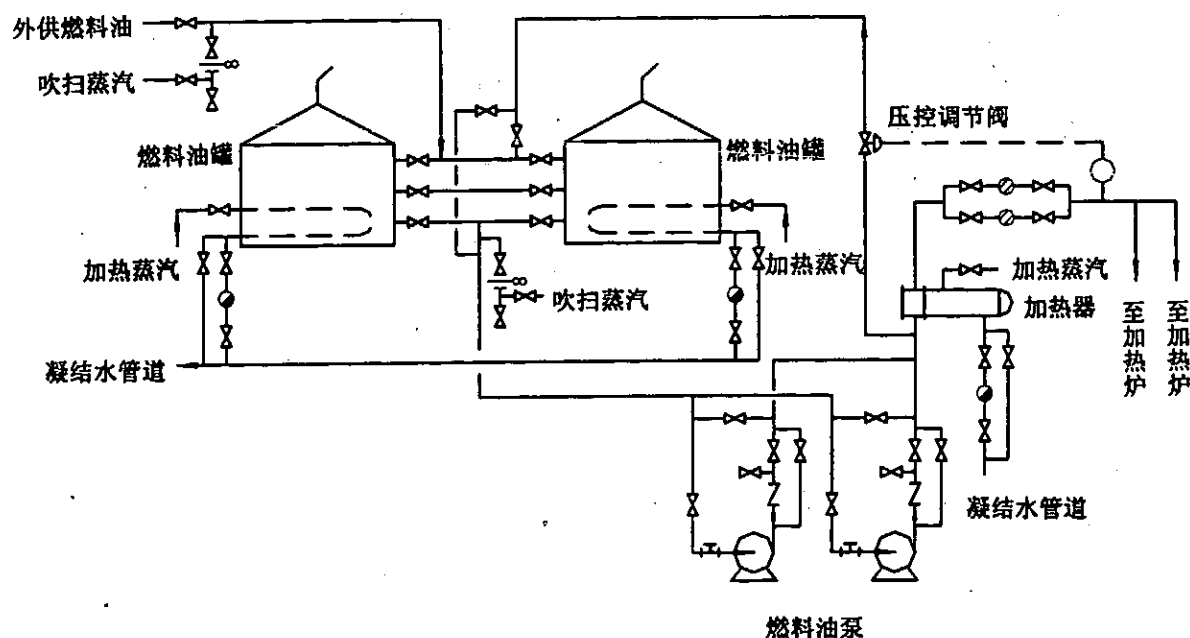 外供燃料油
吹扫蒸汽
压控调节阀
燃料油罐
燃料油罐
加热蒸汽
加热蒸汽
加热蒸汽
吹扫蒸汽
加热器
至加热炉
至加热炉
凝结水管道
凝结水管道
燃料油泵